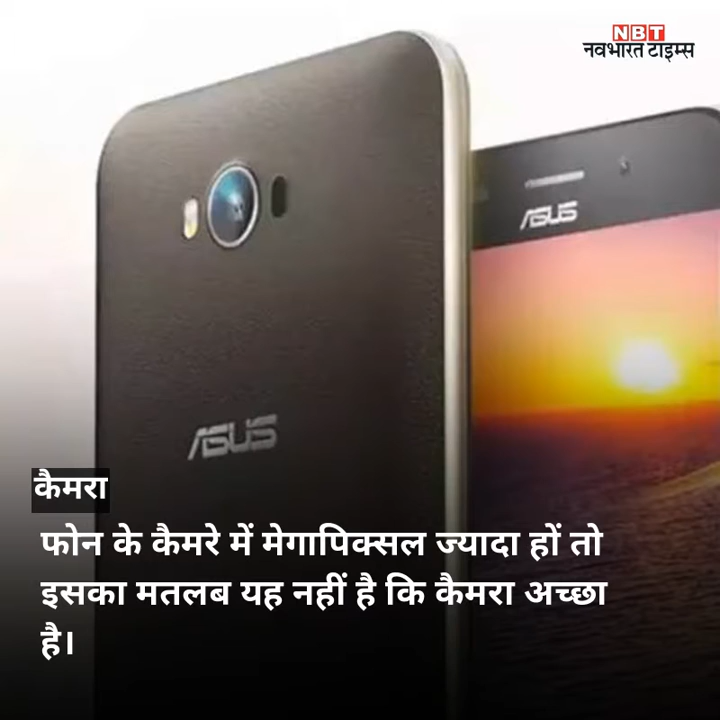 NBT
नवभारत टाइम्स
ASUS
ASUS
कैमरा
फोन के कैमरे में मेगापिक्सल ज्यादा हों तो
इसका मतलब यह नहीं है कि कैमरा अच्छा
है।